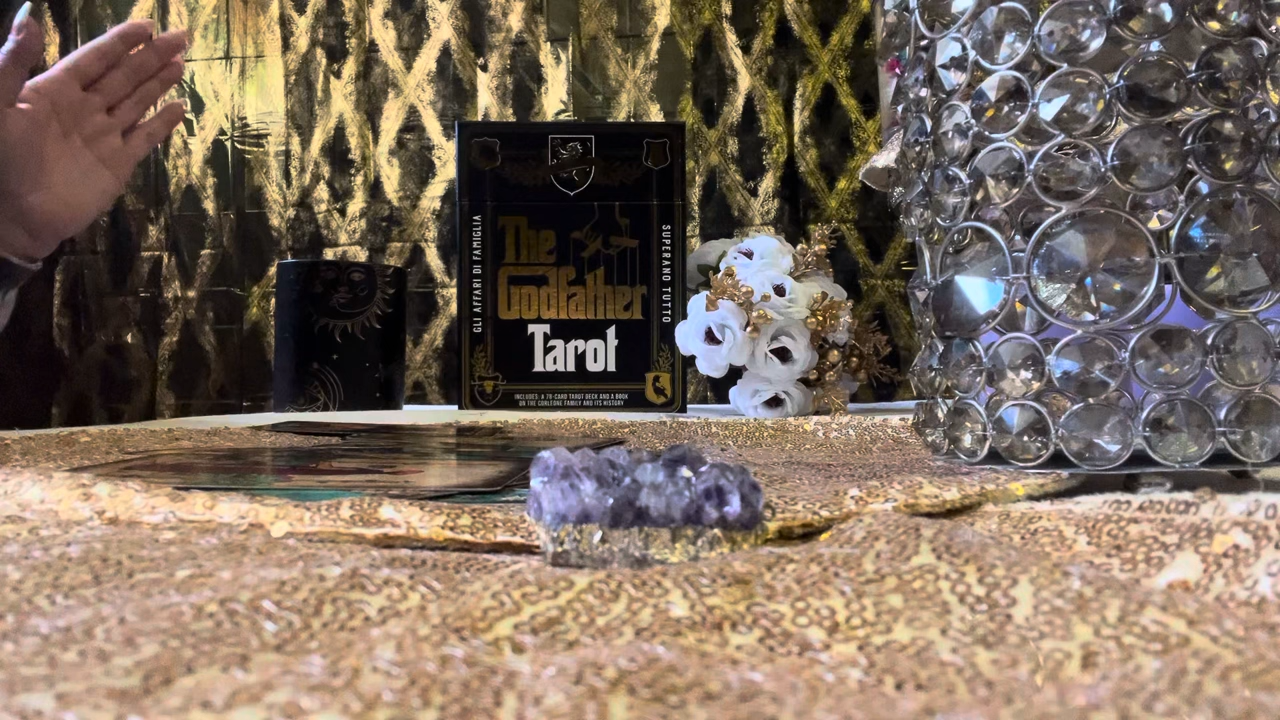 GLI AFFARI DI FAMIGLIA
The
Godfather
Tarot
SUPERANO TUTTO
INCLUDES: A 78-CARD TAROT DECK AND A BOOK
ON THE CORLEONE FAMILY AND ITS HISTORY